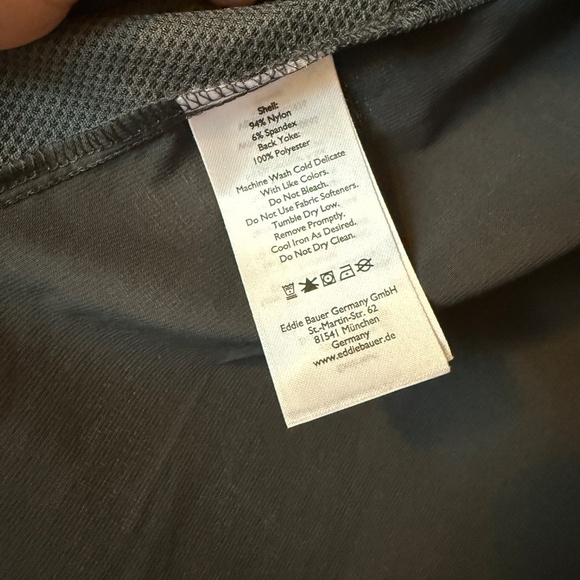 Shell:
94% Nylon
6% Spandex
Back Yoke:
100% Polyester
Machine Wash Cold Delicate
With Like Colors.
Do Not Bleach.
Do Not Use Fabric Softeners.
Tumble Dry Low.
Remove Promptly.
Cool Iron As Desired.
Do Not Dry Clean.
Eddie Bauer Germany GmbH
St.-Martin-Str. 62
81541 München
Germany
www.eddiebauer.de